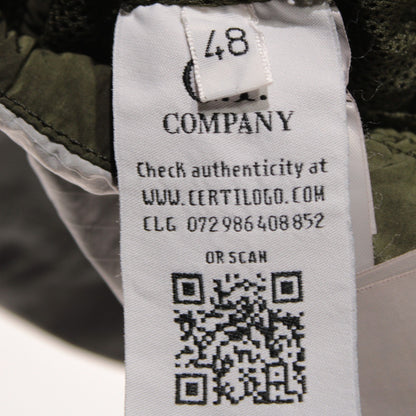 48
COMPANY
Check authenticity at
WWW.CERTILOGO.COM
CLG 072986408852
OR SCAN